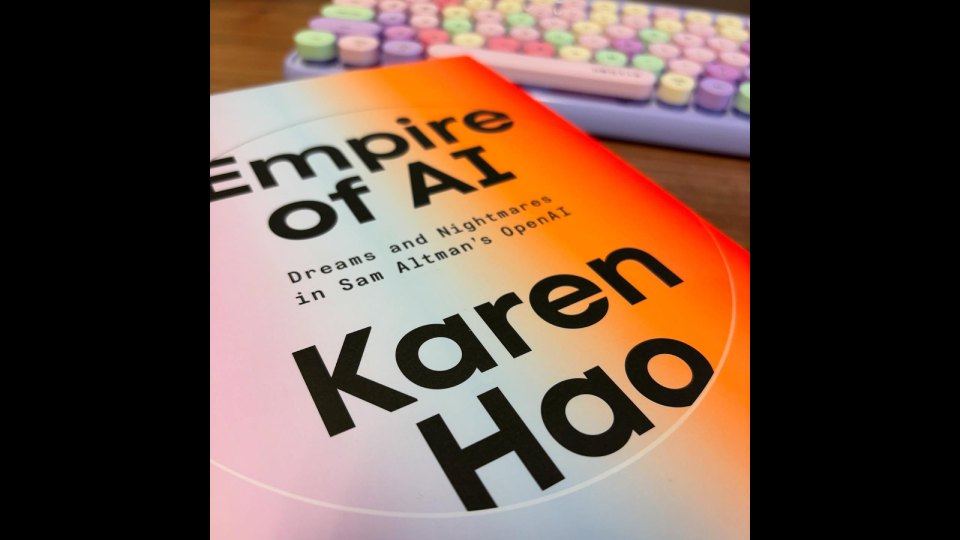 Empire
of AI
Dreams and Nightmares
in Sam Altman's OpenAI
Karen
Hao